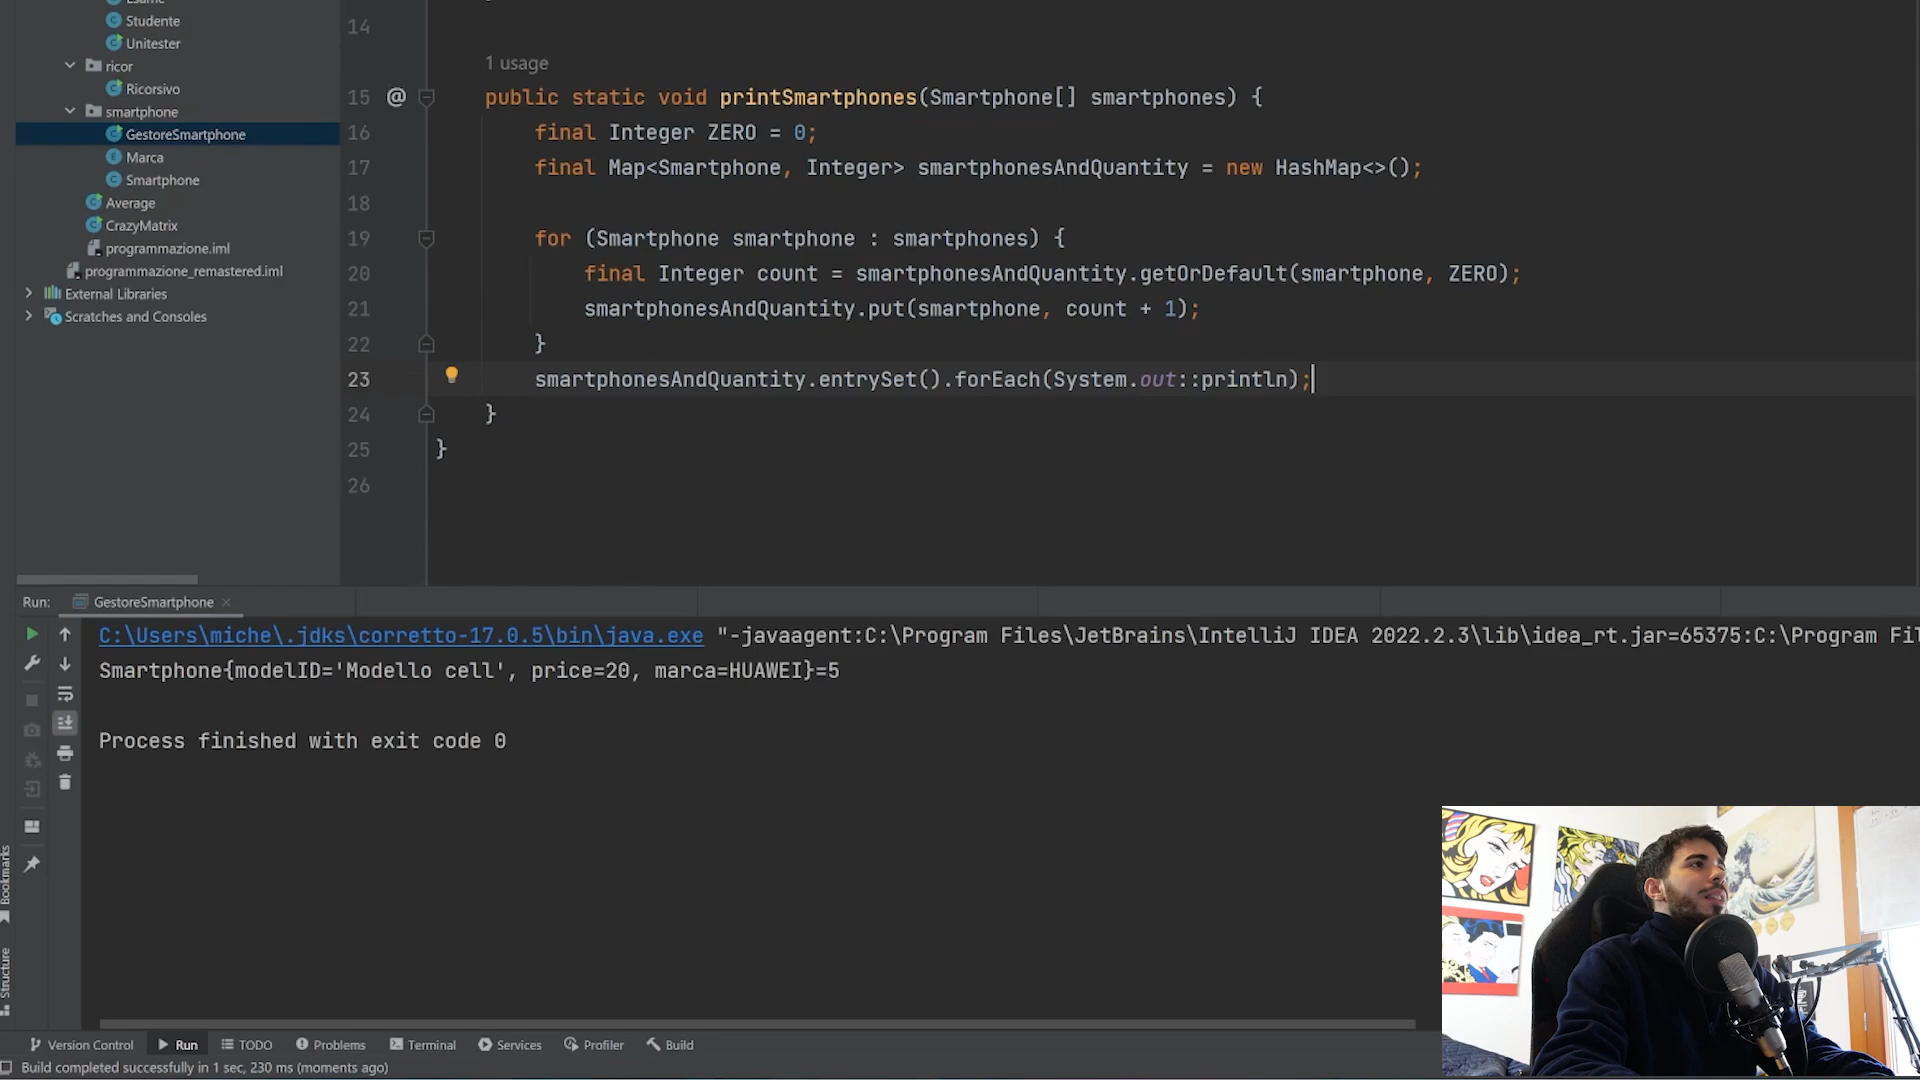 Esame
Studente
Unitester
ricor
Ricorsivo
smartphone
GestoreSmartphone
Marca
Smartphone
Average
CrazyMatrix
programmazione.iml
programmazione_remastered.iml
External Libraries
Scratches and Consoles
14
1 usage
15 @ public static void printSmartphones(Smartphone[] smartphones) {
16 final Integer ZERO = 0;
17 final Map<Smartphone, Integer> smartphonesAndQuantity = new HashMap<>();
18
19 for (Smartphone smartphone : smartphones) {
20 final Integer count = smartphonesAndQuantity.getOrDefault(smartphone, ZERO);
21 smartphonesAndQuantity.put(smartphone, count + 1);
22 }
23 smartphonesAndQuantity.entrySet().forEach(System.out::println);
24 }
25 }
26
Run: GestoreSmartphone
C:\Users\miche\.jdks\corretto-17.0.5\bin\java.exe "-javaagent:C:\Program Files\JetBrains\IntelliJ IDEA 2022.2.3\lib\idea_rt.jar=65375:C:\Program Fil
Smartphone{modelID='Modello cell', price=20, marca=HUAWEI}=5
Process finished with exit code 0
Bookmarks
Structure
Version Control Run TODO Problems Terminal Services Profiler Build
Build completed successfully in 1 sec, 230 ms (moments ago)